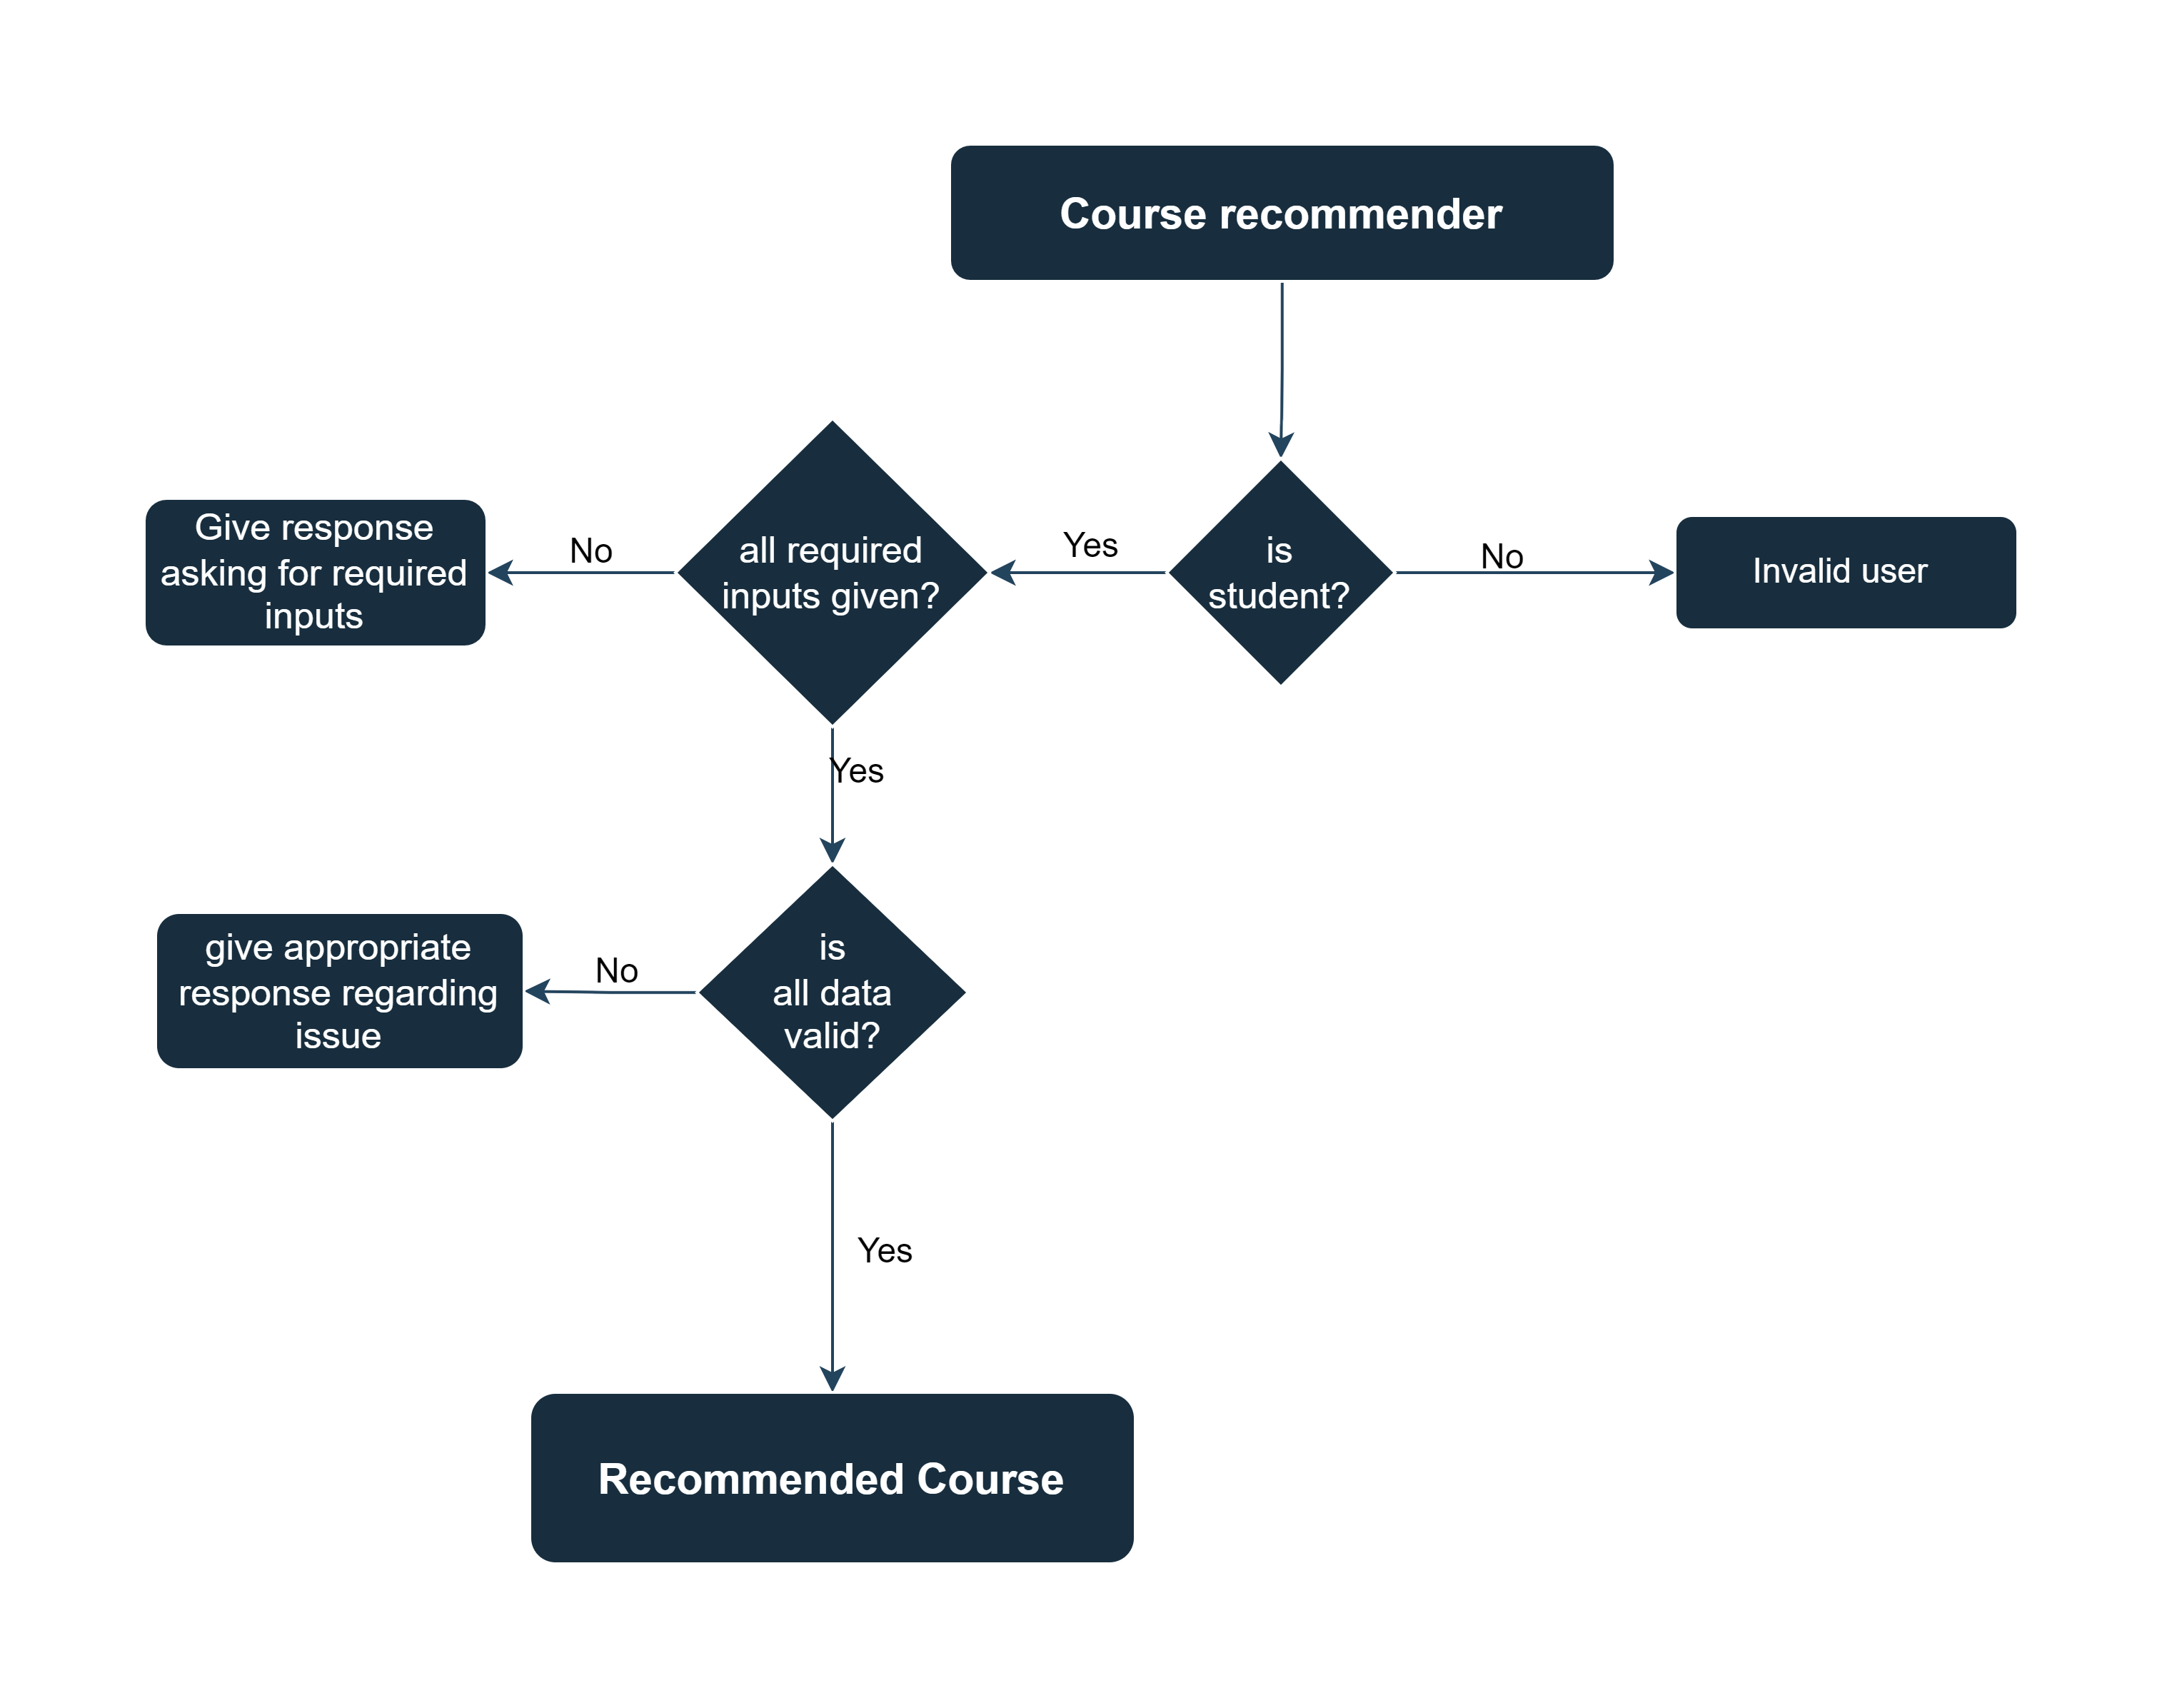 Course recommender
Give response
asking for required
inputs
No
all required
inputs given?
Yes
is
student?
No
Invalid user
Yes
give appropriate
response regarding
issue
No
is
all data
valid?
Yes
Recommended Course